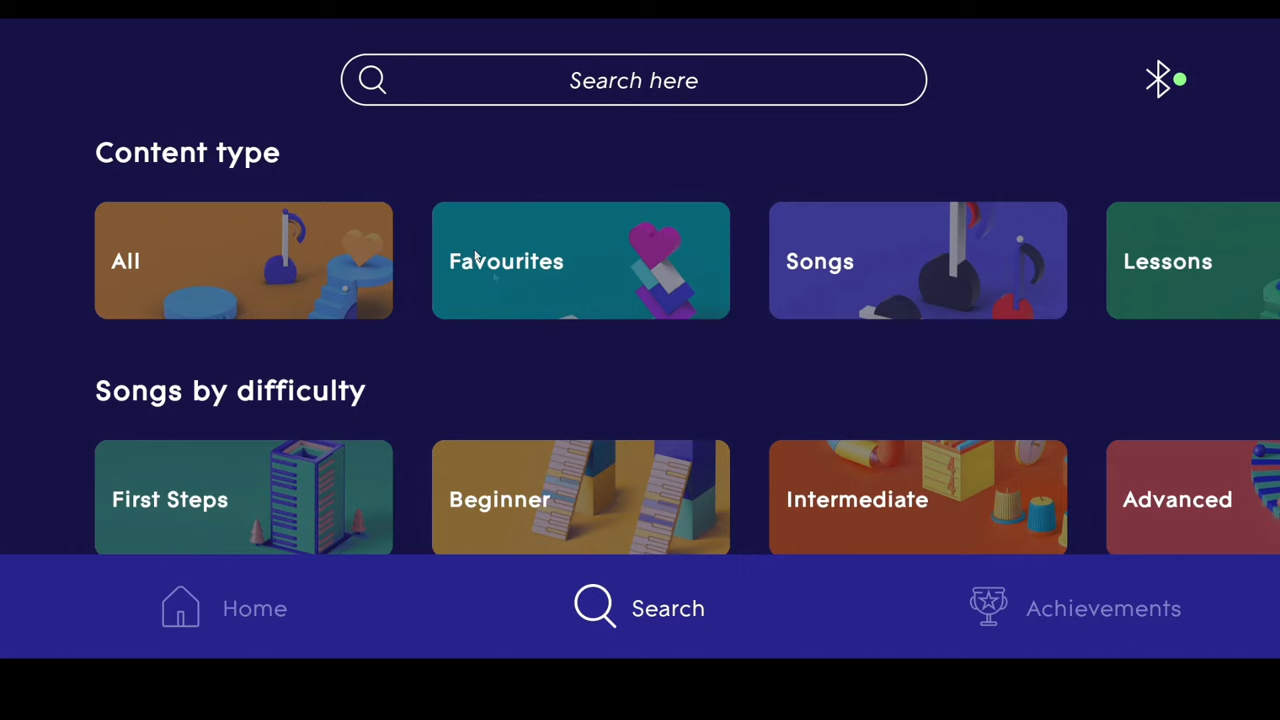 Search here
Content type
All
Favourites
Songs
Lessons
Songs by difficulty
First Steps
Beginner
Intermediate
Advanced
Home
Search
Achievements